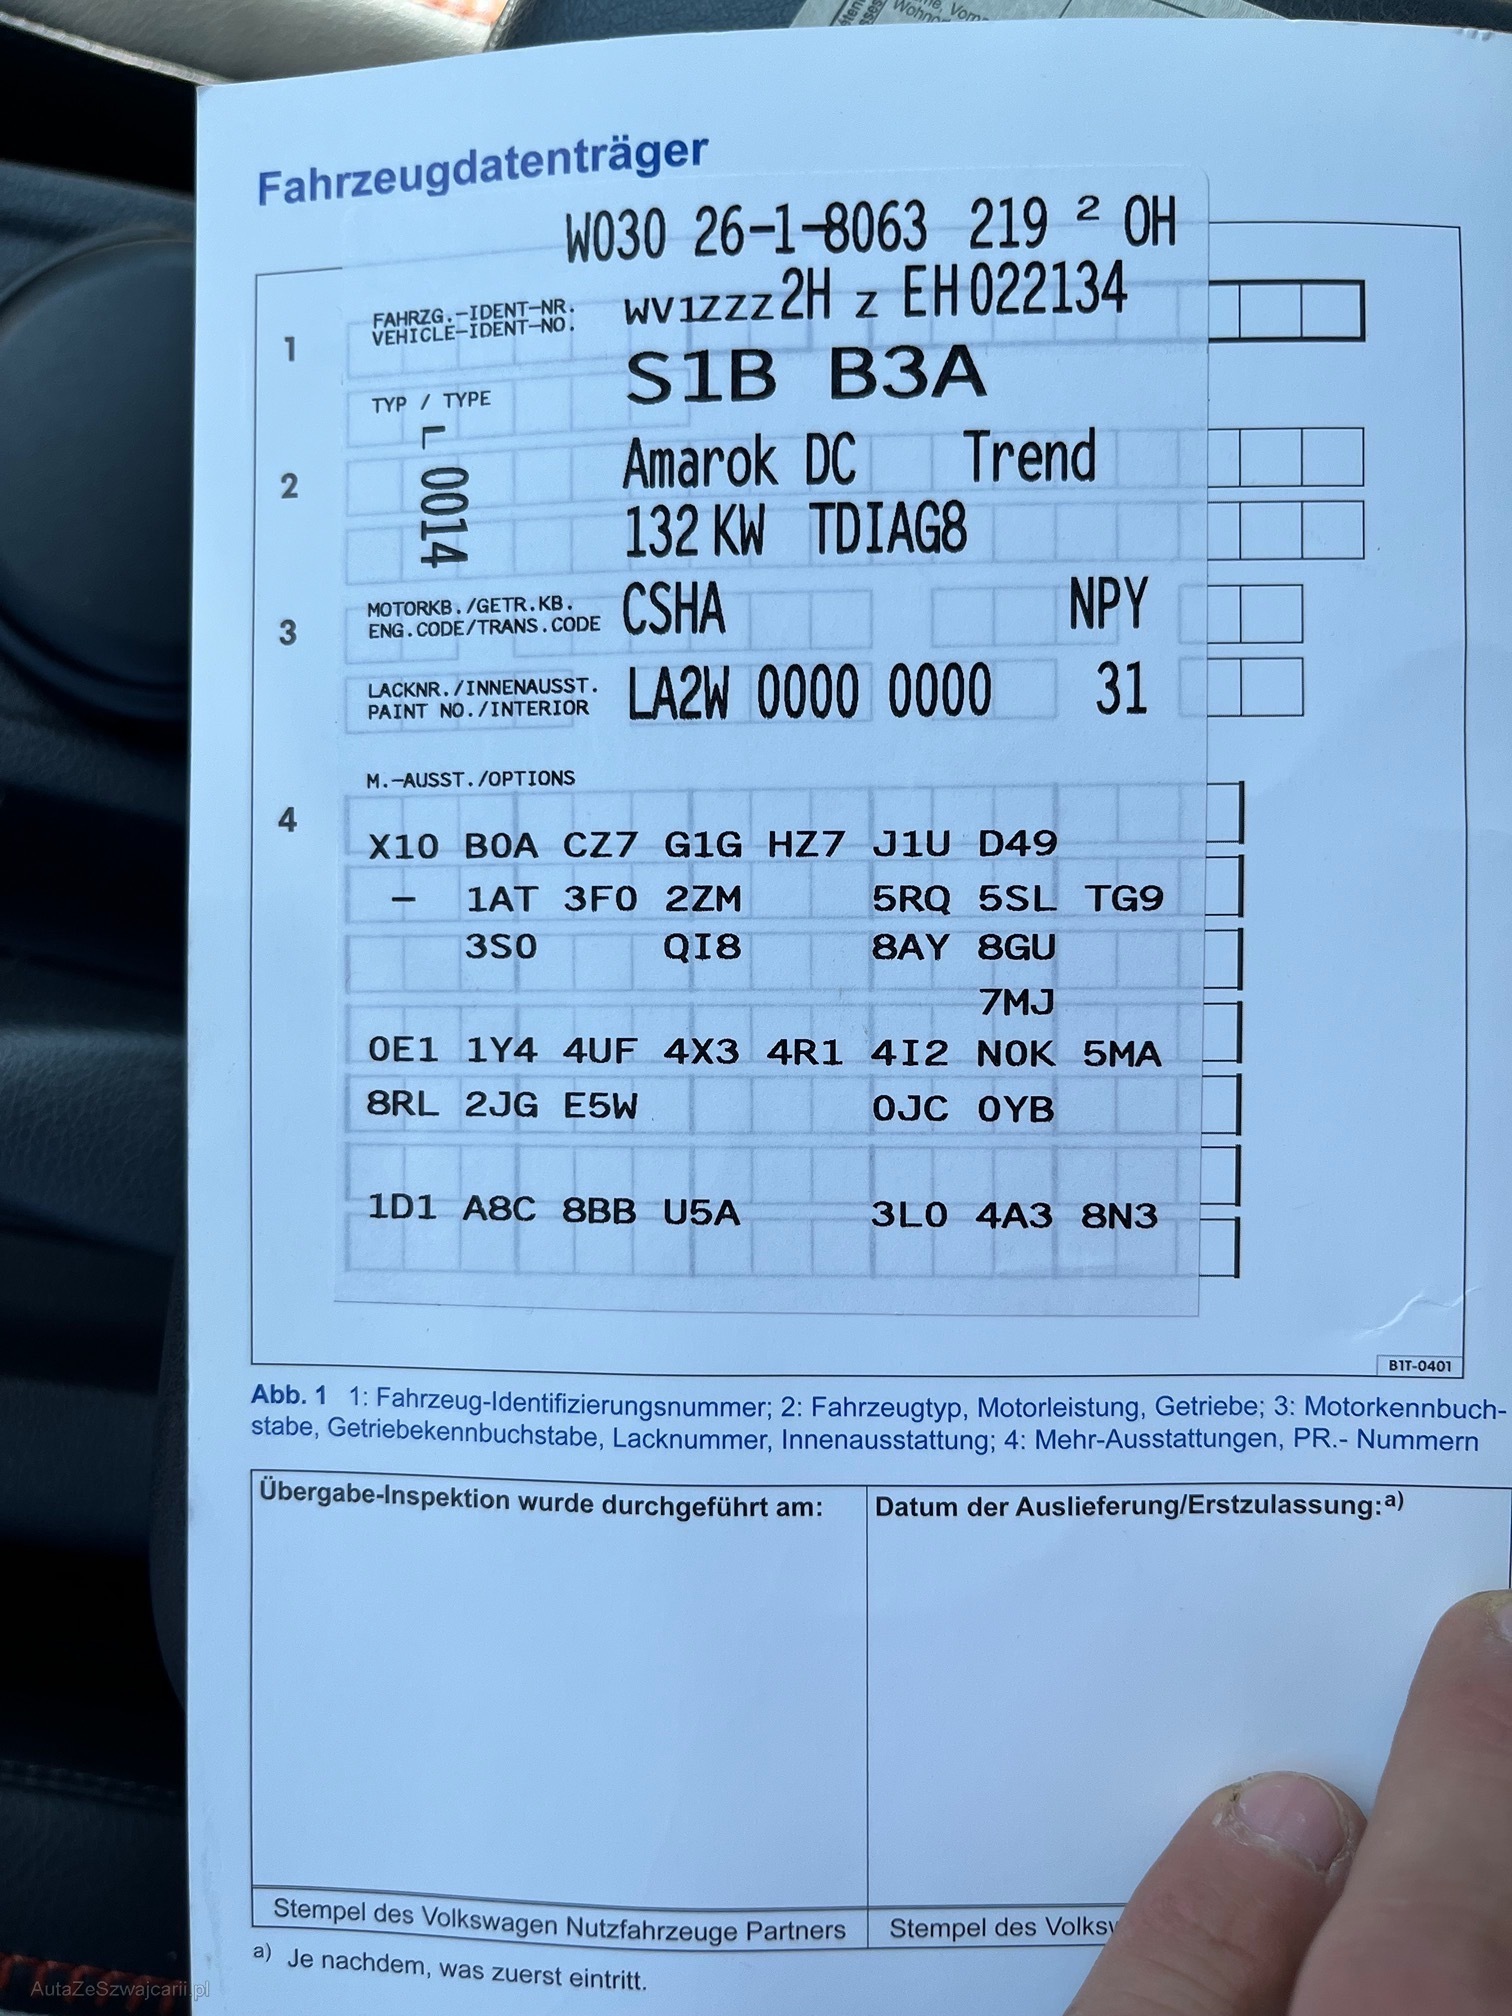 ne, Vorn
Wohnor
Fahrzeugdatenträger
W030 26-1-8063 219 2 OH
1 FAHRZG.-IDENT-NR. WV1ZZZ2H Z EH022134
VEHICLE-IDENT-NO.
S1B B3A
TYP / TYPE
2 Amarok DC Trend
L 0014
132 KW TDIAG8
3 MOTORKB./GETR.KB. CSHA NPY
ENG.CODE/TRANS.CODE
LACKNR./INNENAUSST. LA2W 0000 0000 31
PAINT NO./INTERIOR
M.-AUSST./OPTIONS
4
X10 B0A CZ7 G1G HZ7 J1U D49
- 1AT 3F0 2ZM 5RQ 5SL TG9
3S0 QI8 8AY 8GU
7MJ
0E1 1Y4 4UF 4X3 4R1 4I2 N0K 5MA
8RL 2JG E5W 0JC 0YB
1D1 A8C 8BB U5A 3L0 4A3 8N3
B1T-0401
Abb. 1 1: Fahrzeug-Identifizierungsnummer; 2: Fahrzeugtyp, Motorleistung, Getriebe; 3: Motorkennbuch-
stabe, Getriebekennbuchstabe, Lacknummer, Innenausstattung; 4: Mehr-Ausstattungen, PR.- Nummern
Übergabe-Inspektion wurde durchgeführt am:
Datum der Auslieferung/Erstzulassung:a)
Stempel des Volkswagen Nutzfahrzeuge Partners
Stempel des Volksw
a) Je nachdem, was zuerst eintritt.
AutaZeSzwajcarii.pl